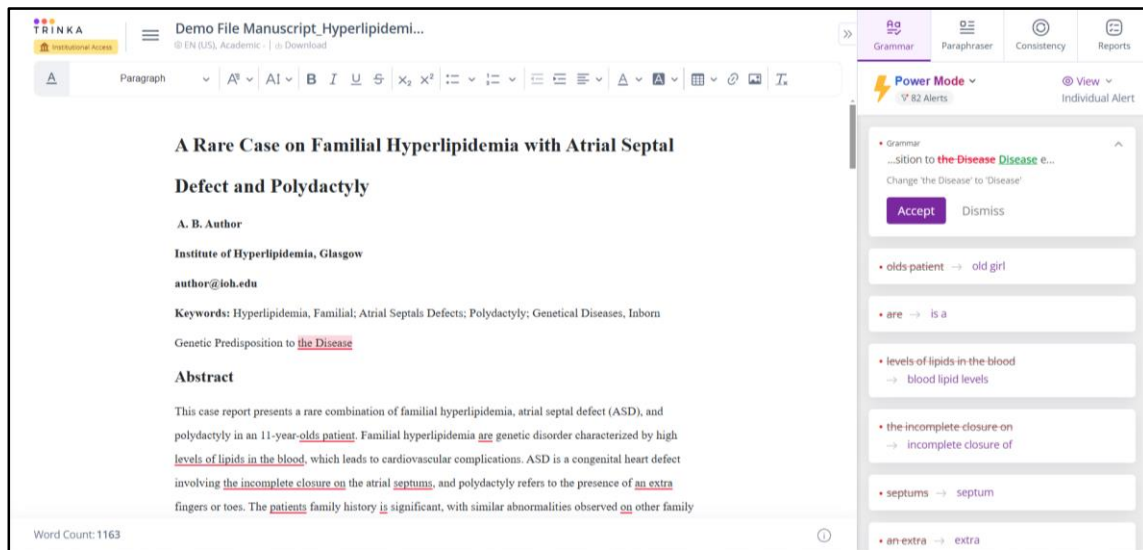 TRINKA
Institutional Access
Demo File Manuscript_Hyperlipidemi...
EN (US), Academic - | Download
Paragraph
B I U S X₂ X²
A Rare Case on Familial Hyperlipidemia with Atrial Septal
Defect and Polydactyly
A. B. Author
Institute of Hyperlipidemia, Glasgow
author@ioh.edu
Keywords: Hyperlipidemia, Familial; Atrial Septals Defects; Polydactyly; Genetical Diseases, Inborn
Genetic Predisposition to the Disease
Abstract
This case report presents a rare combination of familial hyperlipidemia, atrial septal defect (ASD), and
polydactyly in an 11-year-olds patient. Familial hyperlipidemia are genetic disorder characterized by high
levels of lipids in the blood, which leads to cardiovascular complications. ASD is a congenital heart defect
involving the incomplete closure on the atrial septums, and polydactyly refers to the presence of an extra
fingers or toes. The patients family history is significant, with similar abnormalities observed on other family
Word Count: 1163
Grammar
Paraphraser
Consistency
Reports
Power Mode
82 Alerts
View
Individual Alert
Grammar
...sition to the Disease Disease e...
Change 'the Disease' to 'Disease'
Accept Dismiss
olds patient → old girl
are → is a
levels of lipids in the blood
→ blood lipid levels
the incomplete closure on
→ incomplete closure of
septums → septum
an extra → extra